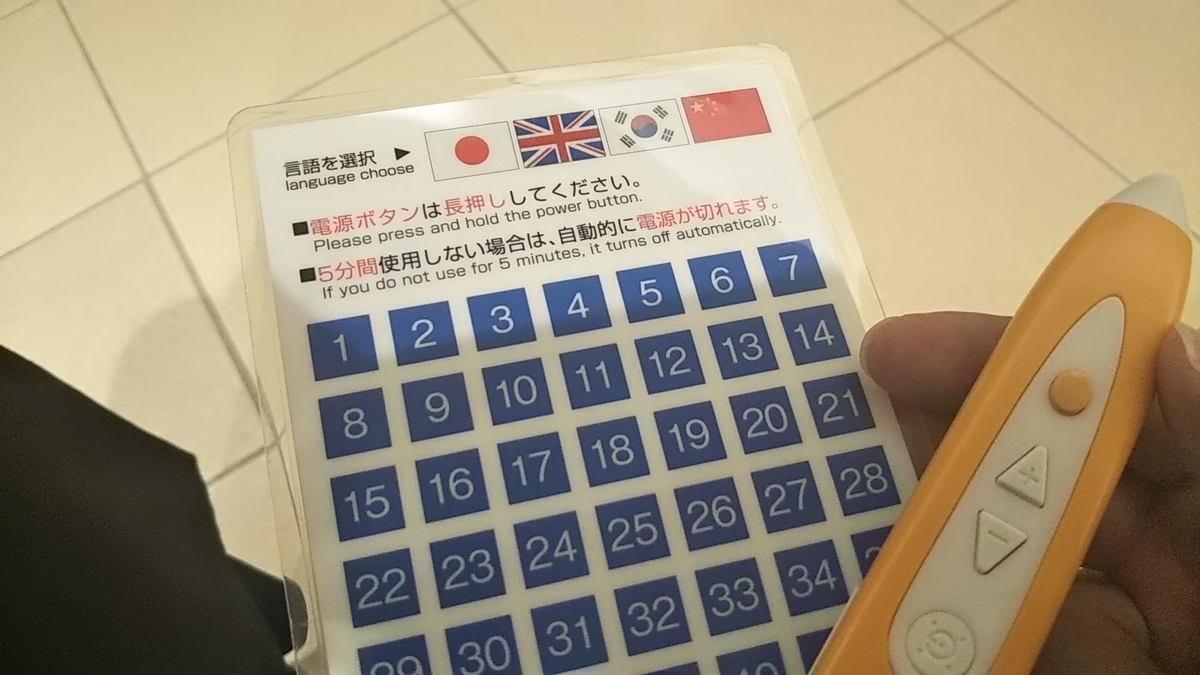 言語を選択 ▶
language choose
■電源ボタンは長押ししてください。
Please press and hold the power button.
■5分間使用しない場合は、自動的に電源が切れます。
If you do not use for 5 minutes, it turns off automatically.
1 2 3 4 5 6 7
8 9 10 11 12 13 14
15 16 17 18 19 20 21
22 23 24 25 26 27 28
29 30 31 32 33 34
+
−